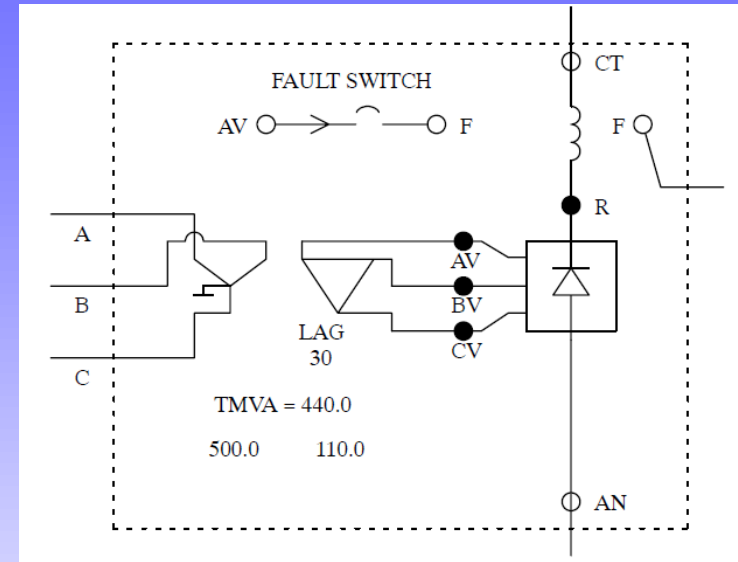 CT
FAULT SWITCH
AV F F
R
A
AV
B
BV
LAG
CV
30
C
TMVA = 440.0
500.0 110.0
AN